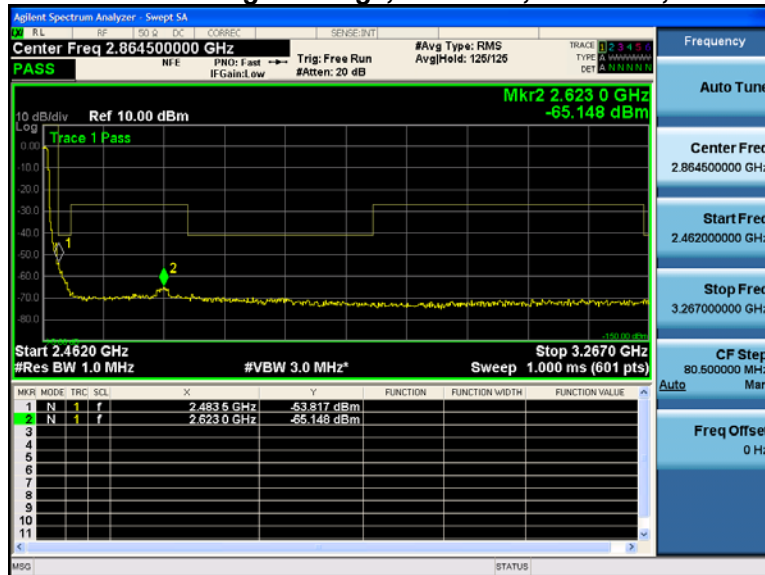 Agilent Spectrum Analyzer - Swept SA
RL RF 50 Ω DC CORREC SENSE:INT
Center Freq 2.864500000 GHz
PASS
NFE
PNO: Fast
IFGain:Low
Trig: Free Run
#Atten: 20 dB
#Avg Type: RMS
Avg|Hold: 125/125
TRACE 1 2 3 4 5 6
TYPE A WWWWW
DET A N N N N N
Mkr2 2.623 0 GHz
-65.148 dBm
10 dB/div Ref 10.00 dBm
Log
Trace 1 Pass
0.00
-10.0
-20.0
-30.0
-40.0
-50.0
-60.0
-70.0
-80.0
1
2
-150.00 dBm
Start 2.4620 GHz Stop 3.2670 GHz
#Res BW 1.0 MHz #VBW 3.0 MHz* Sweep 1.000 ms (601 pts)
MKR MODE TRC SCL X Y FUNCTION FUNCTION WIDTH FUNCTION VALUE
1 N 1 f 2.483 5 GHz -53.817 dBm
2 N 1 f 2.623 0 GHz -65.148 dBm
3
4
5
6
7
8
9
10
11
MSG STATUS
Frequency
Auto Tune
Center Freq
2.864500000 GHz
Start Freq
2.462000000 GHz
Stop Freq
3.267000000 GHz
CF Step
80.500000 MHz
Auto Man
Freq Offset
0 Hz